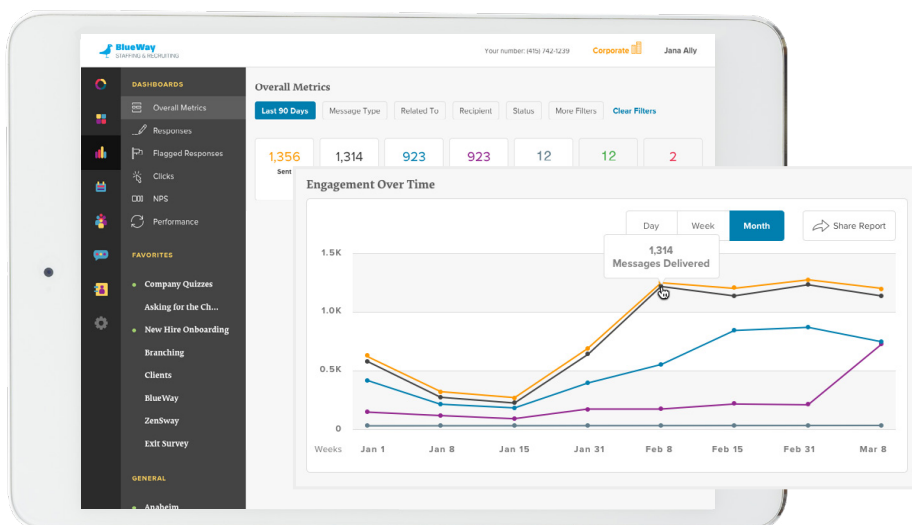 BlueWay
STAFFING & RECRUITING
Your number: (415) 742-1239
Corporate
Jana Ally
DASHBOARDS
Overall Metrics
Responses
Flagged Responses
Clicks
NPS
Performance
FAVORITES
Company Quizzes
Asking for the Ch...
New Hire Onboarding
Branching
Clients
BlueWay
ZenSway
Exit Survey
GENERAL
Anaheim
Overall Metrics
Last 90 Days
Message Type
Related To
Recipient
Status
More Filters
Clear Filters
1,356
1,314
923
923
12
12
2
Sent
Engagement Over Time
Day
Week
Month
Share Report
1,314
Messages Delivered
1.5K
1.0K
0.5K
0
Weeks
Jan 1
Jan 8
Jan 15
Jan 31
Feb 8
Feb 15
Feb 31
Mar 8